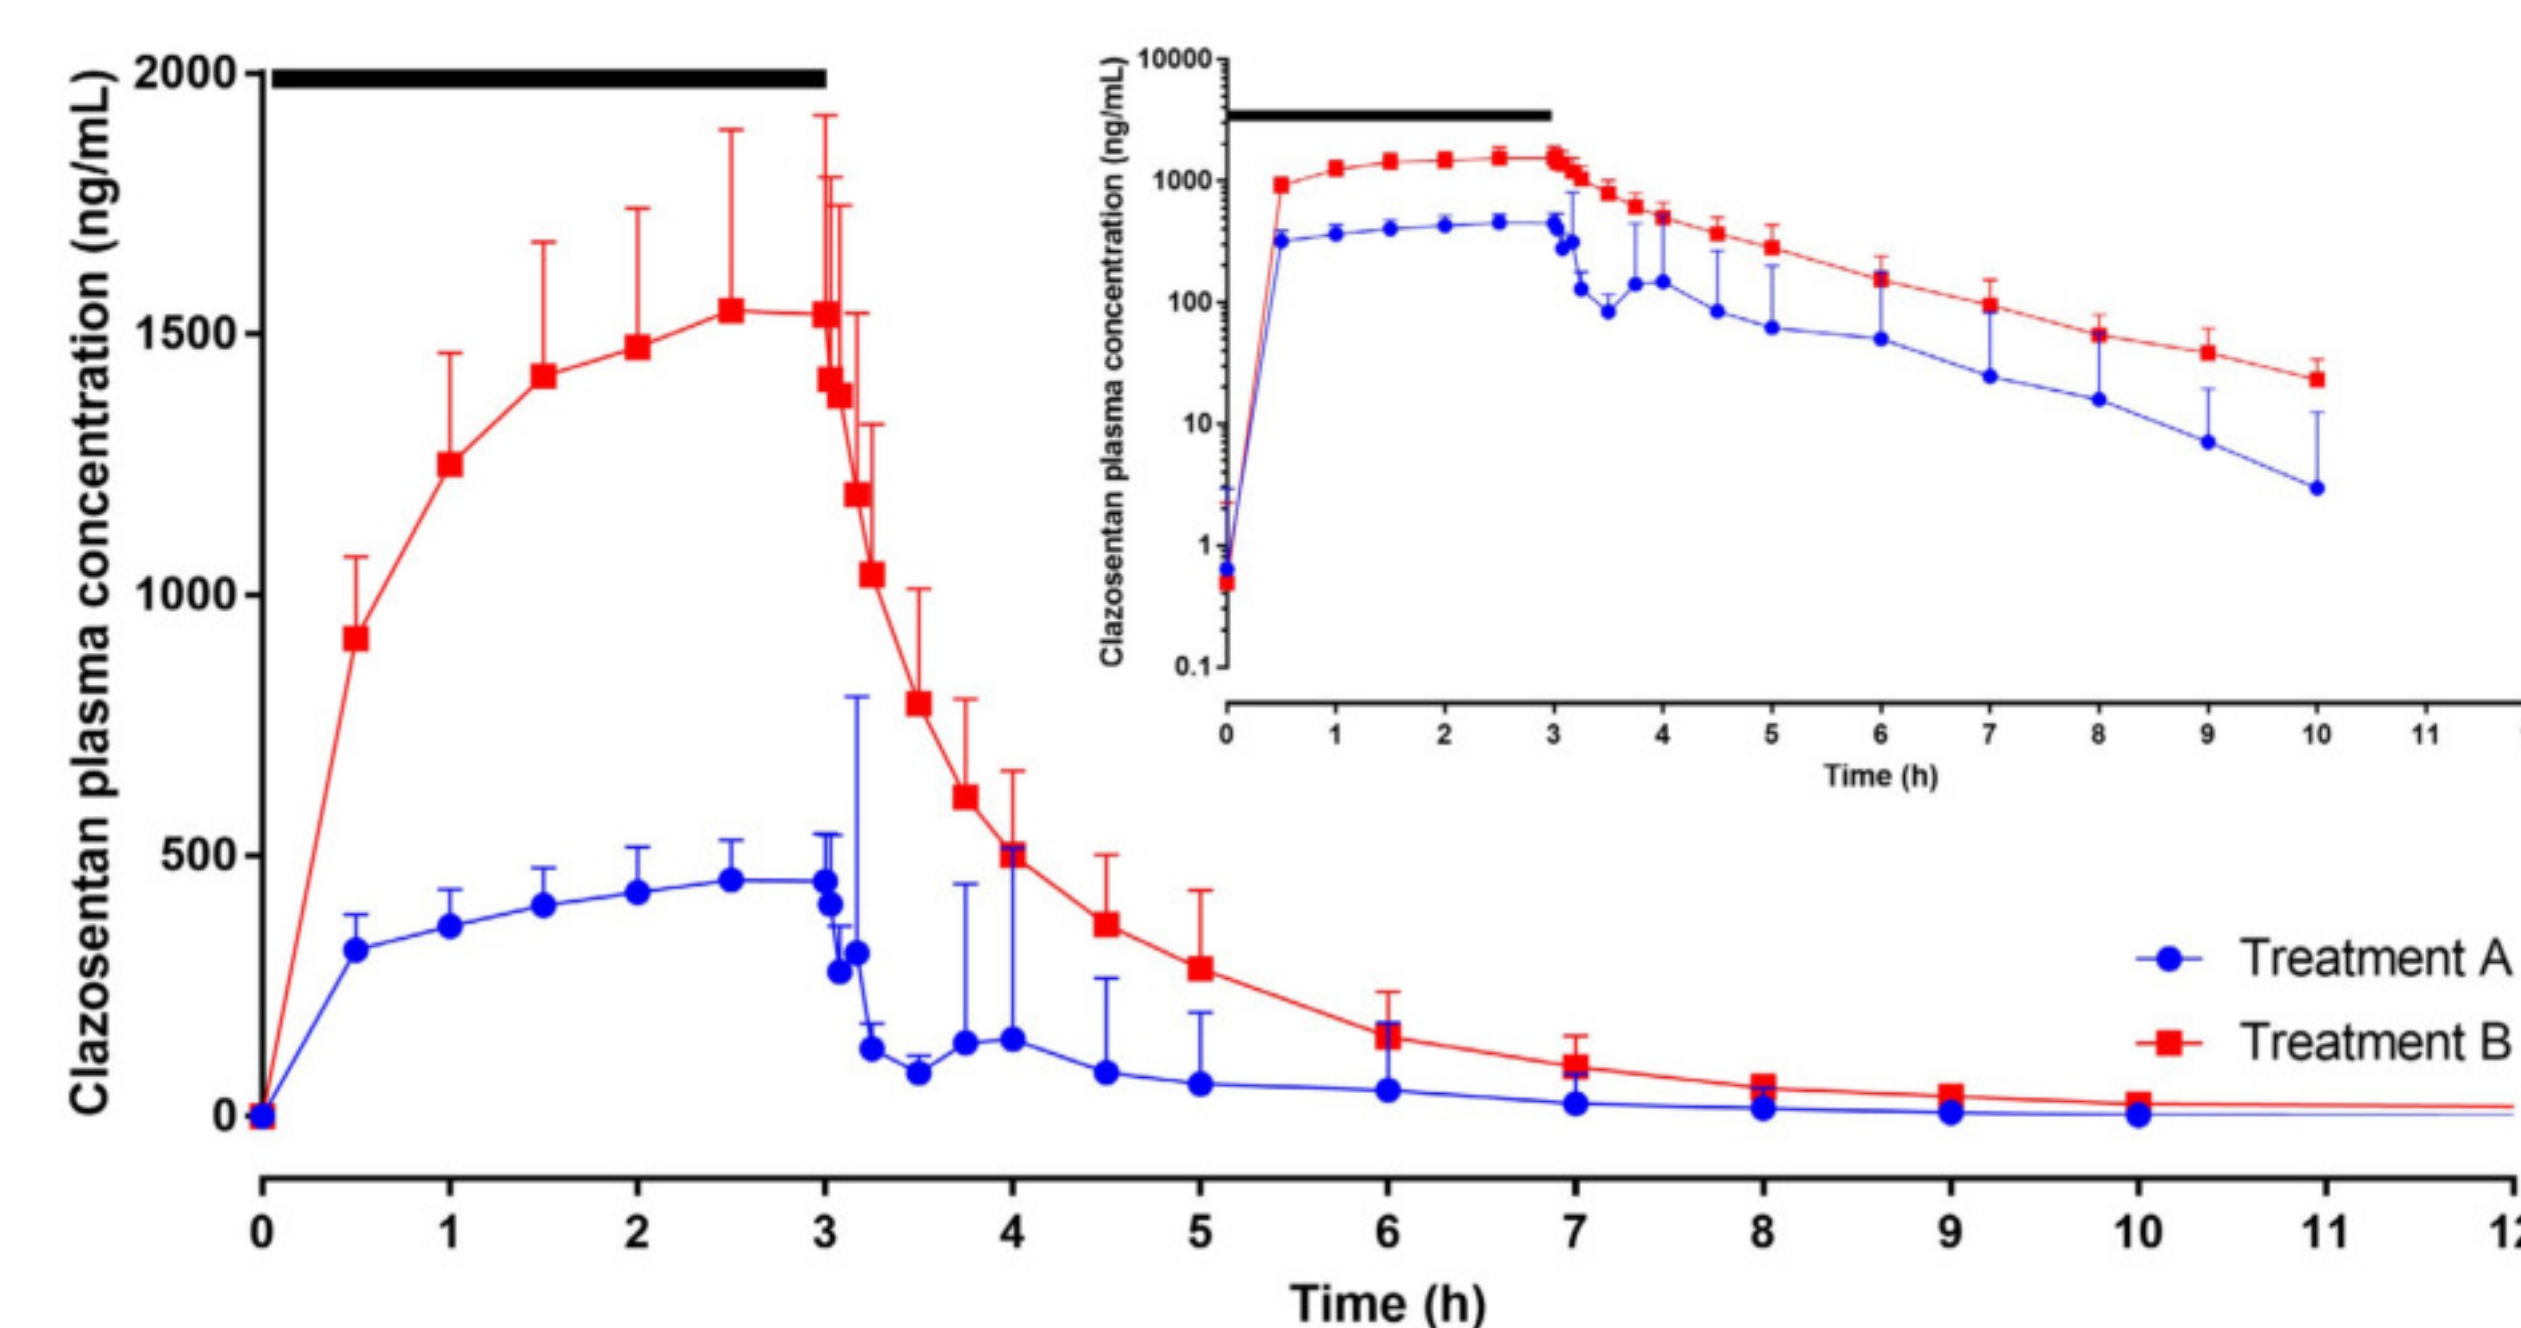 Clazosentan plasma concentration (ng/mL)
2000
1500
1000
500
0
0 1 2 3 4 5 6 7 8 9 10 11
Time (h)
Clazosentan plasma concentration (ng/mL)
10000
1000
100
10
1
0.1
0 1 2 3 4 5 6 7 8 9 10 11
Time (h)
Treatment A
Treatment B